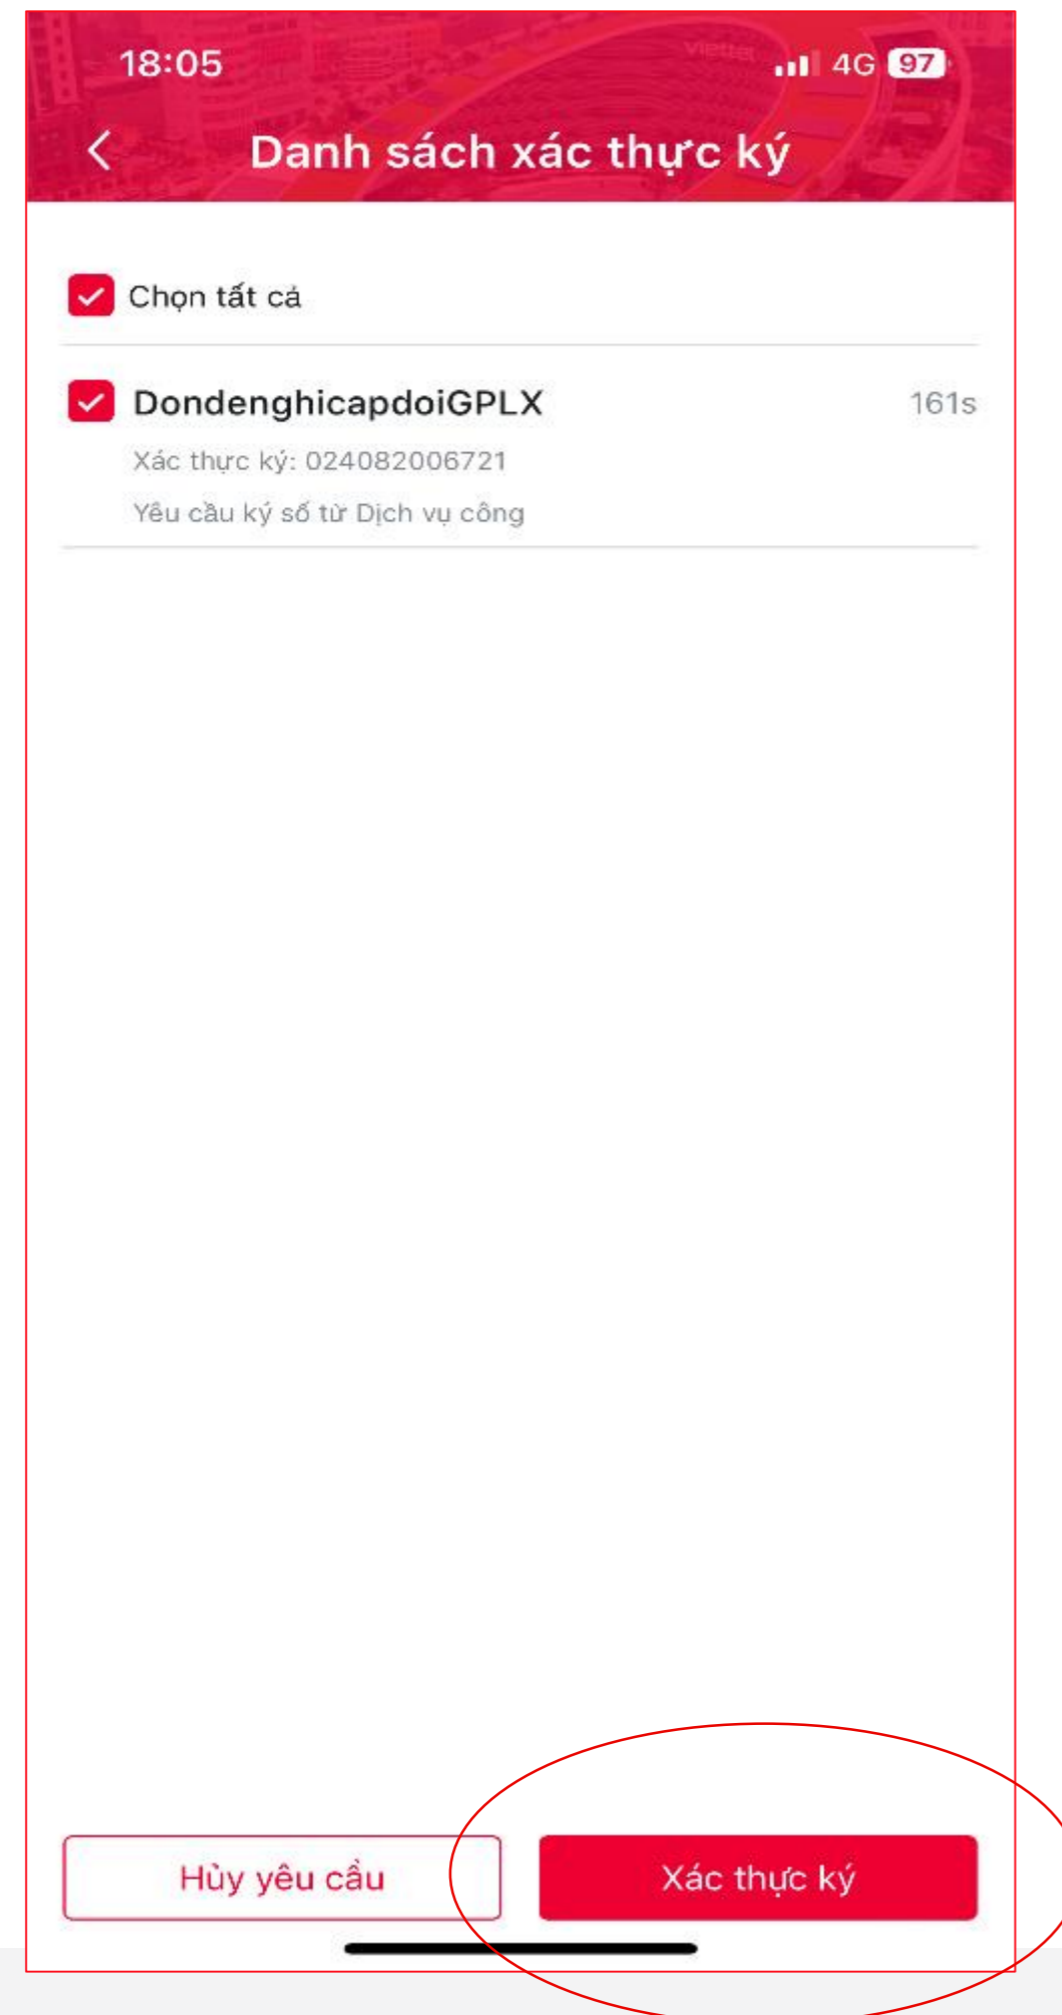 18:05
viettel
4G 97
Danh sách xác thực ký
Chọn tất cả
DondenghicapdoiGPLX
161s
Xác thực ký: 024082006721
Yêu cầu ký số từ Dịch vụ công
Hủy yêu cầu
Xác thực ký